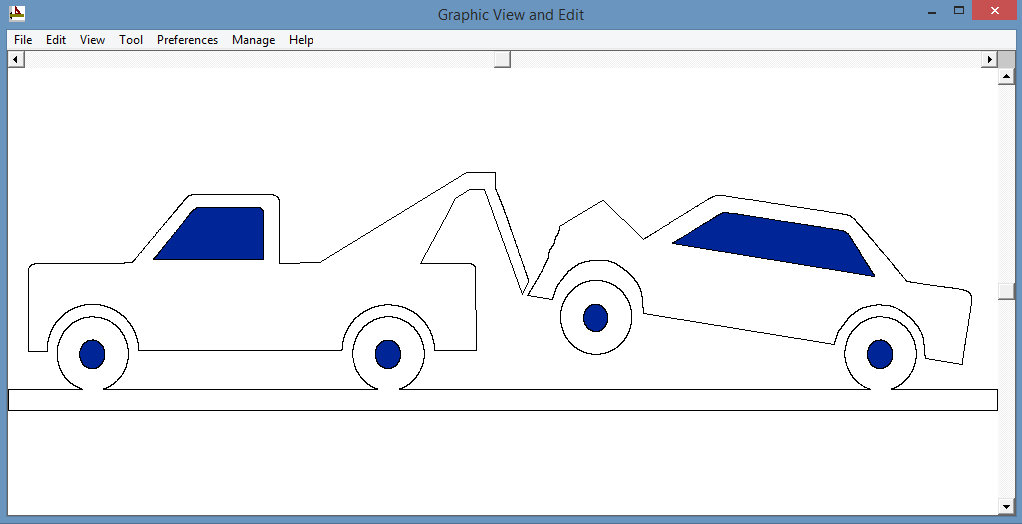 Graphic View and Edit
File Edit View Tool Preferences Manage Help